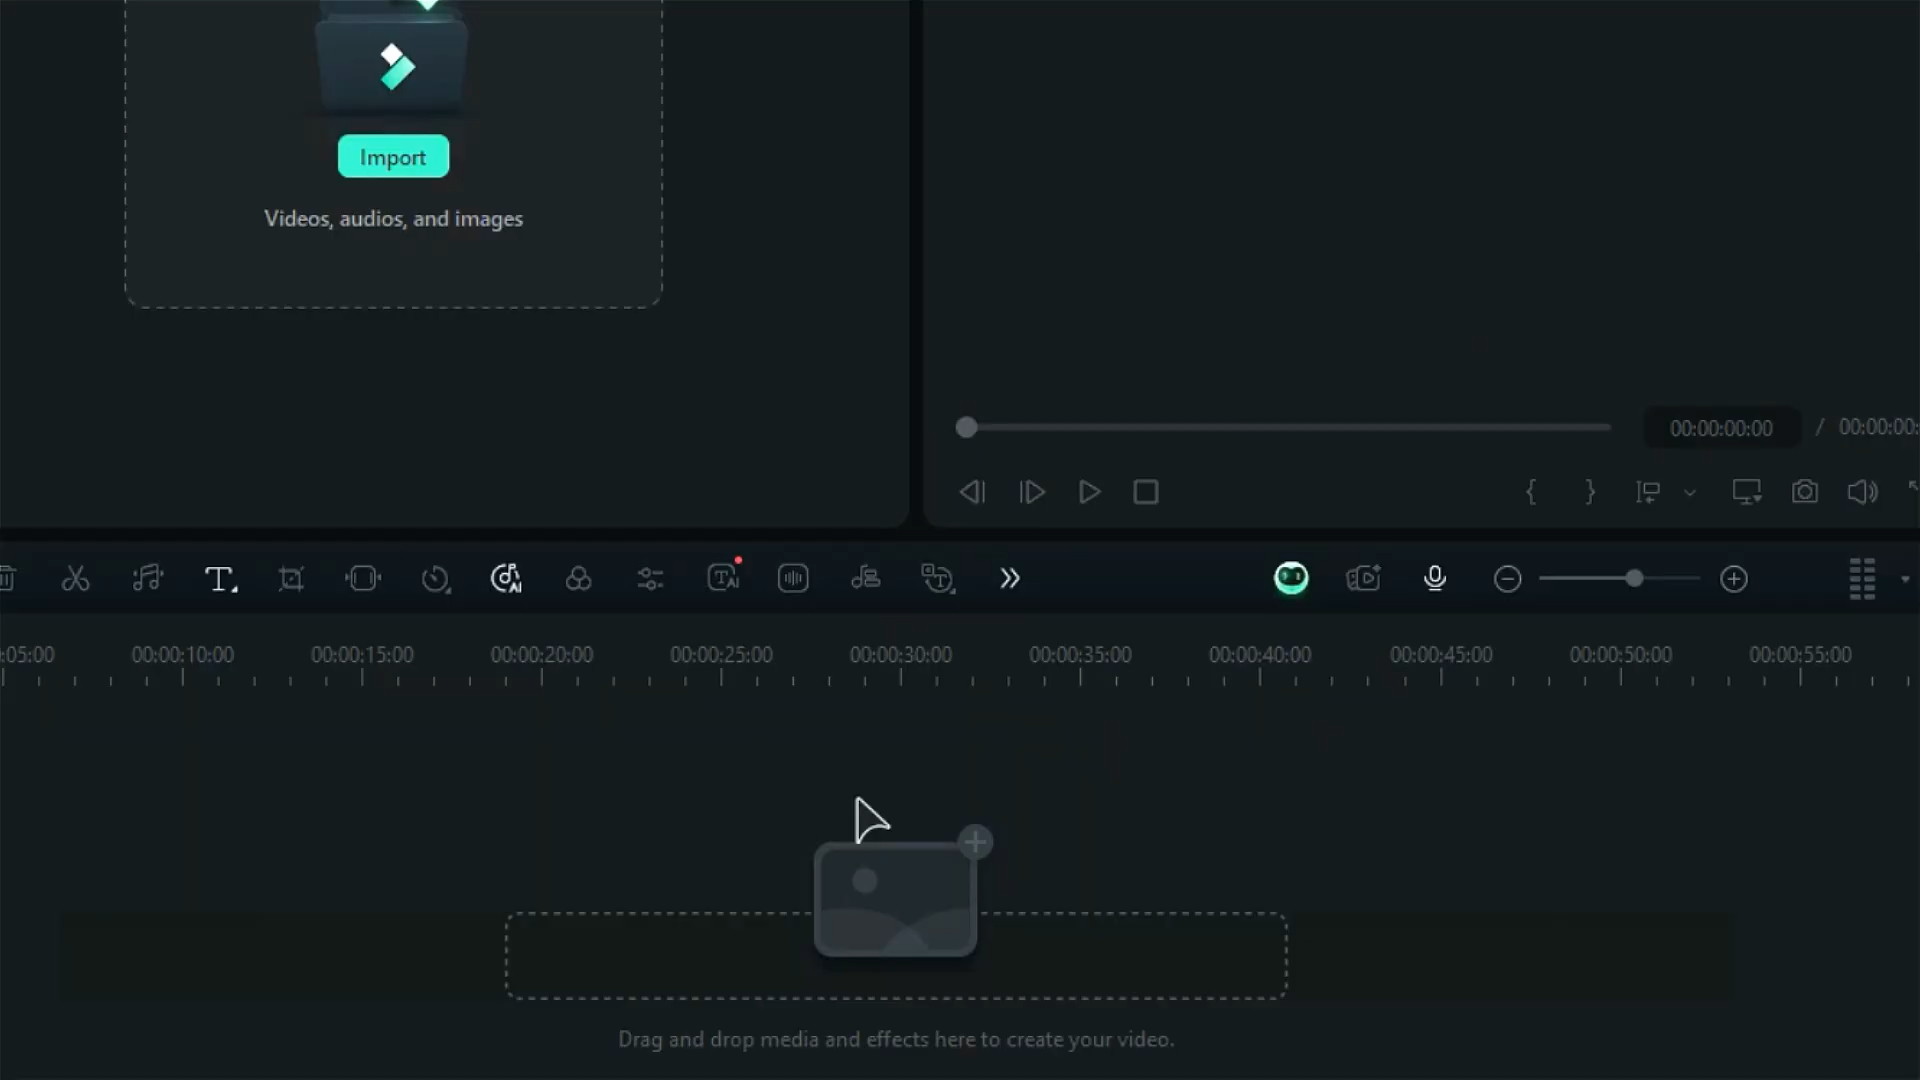 Import
Videos, audios, and images
00:00:00:00 / 00:00:00:
:05:00 00:00:10:00 00:00:15:00 00:00:20:00 00:00:25:00 00:00:30:00 00:00:35:00 00:00:40:00 00:00:45:00 00:00:50:00 00:00:55:00
Drag and drop media and effects here to create your video.